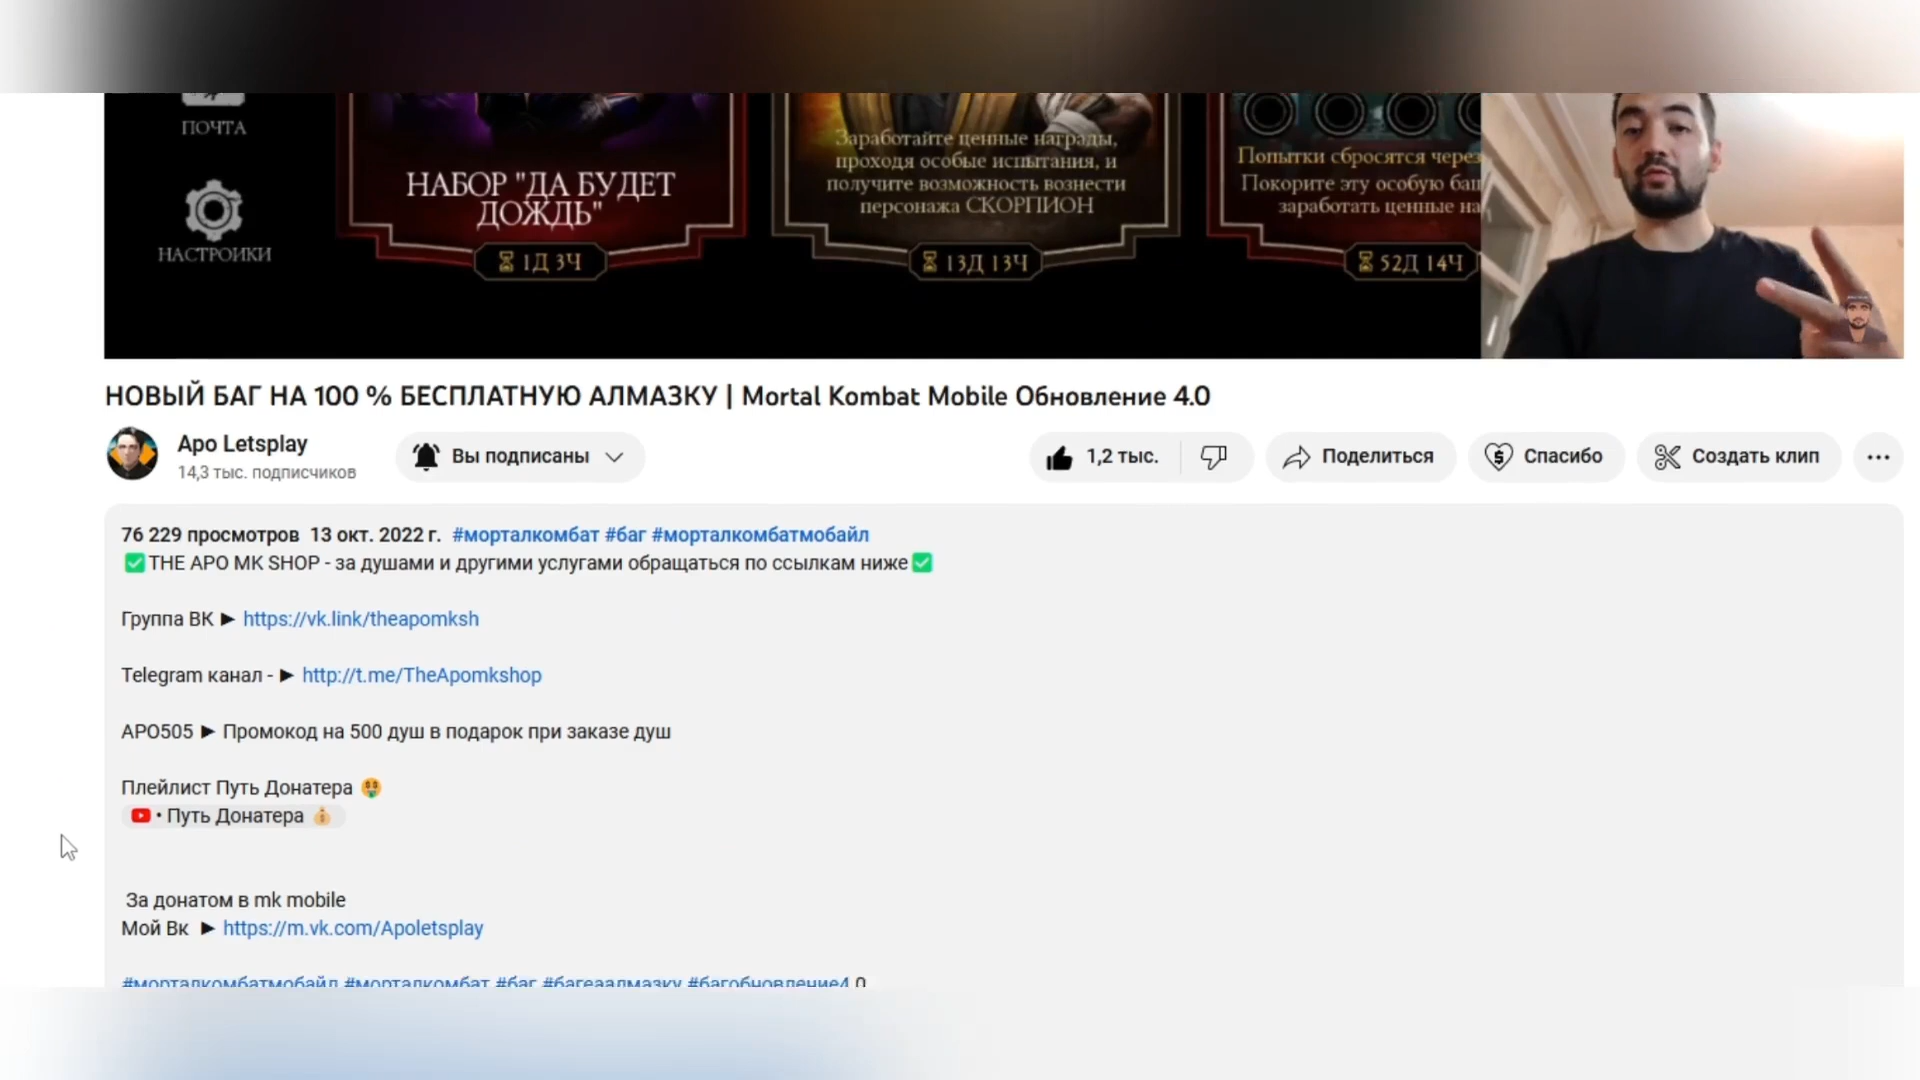 ПОЧТА
НАСТРОЙКИ
НАБОР "ДА БУДЕТ
ДОЖДЬ"
1Д 3Ч
Заработайте ценные награды,
проходя особые испытания, и
получите возможность вознести
персонажа СКОРПИОН
13Д 13Ч
Попытки сбросятся через
Покорите эту особую
заработать ценные
52Д 14Ч
НОВЫЙ БАГ НА 100 % БЕСПЛАТНУЮ АЛМАЗКУ | Mortal Kombat Mobile Обновление 4.0
Apo Letsplay
14,3 тыс. подписчиков
Вы подписаны
1,2 тыс.
Поделиться
Спасибо
Создать клип
76 229 просмотров 13 окт. 2022 г. #морталкомбат #баг #морталкомбатмобайл
✅THE APO MK SHOP - за душами и другими услугами обращаться по ссылкам ниже✅
Группа ВК ► https://vk.link/theapomksh
Telegram канал - ► http://t.me/TheApomkshop
APO505 ► Промокод на 500 душ в подарок при заказе душ
Плейлист Путь Донатера 🤑
• Путь Донатера 💰
За донатом в mk mobile
Мой Вк ► https://m.vk.com/Apoletsplay
#морталкомбатмобайл #морталкомбат #баг #багеаалмазку #багобновление4.0